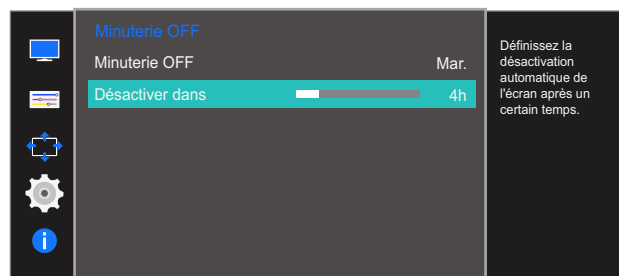 Minuterie OFF
Minuterie OFF Mar.
Désactiver dans 4h
Définissez la
désactivation
automatique de
l'écran après un
certain temps.